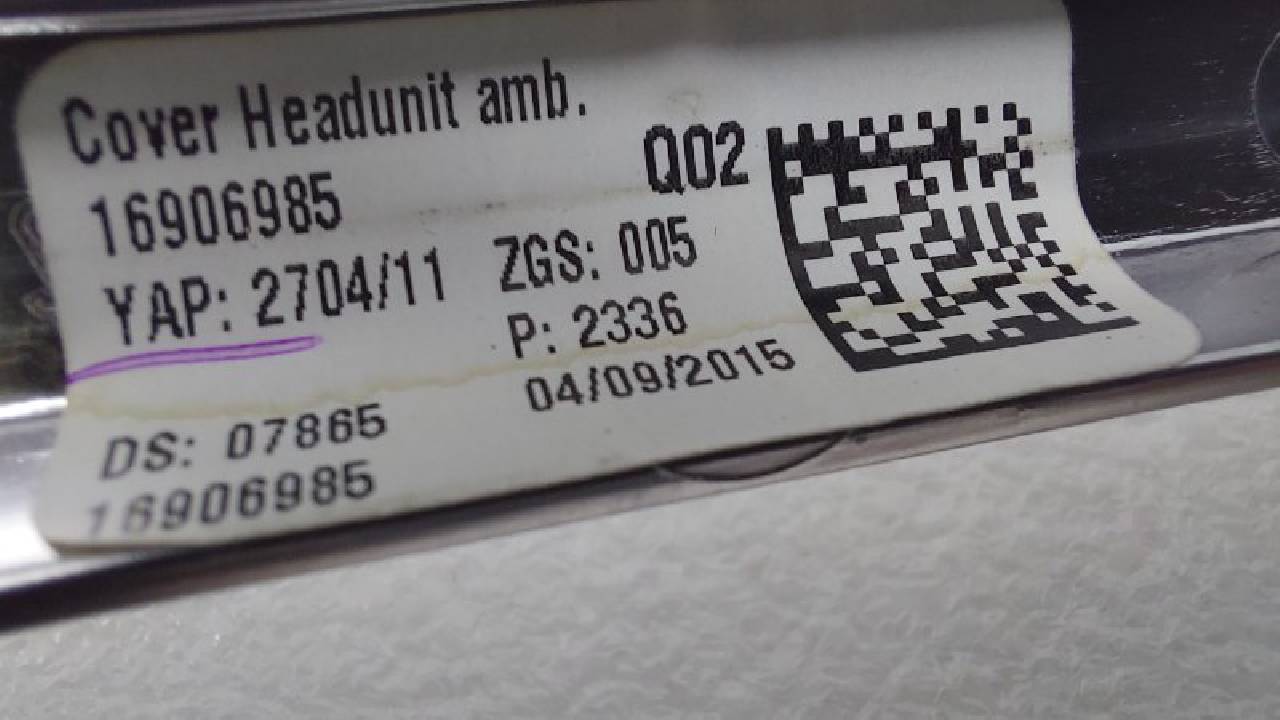 Cover Headunit amb.
16906985 Q02
YAP: 2704/11 ZGS: 005
P: 2336
04/09/2015
DS: 07865
16906985